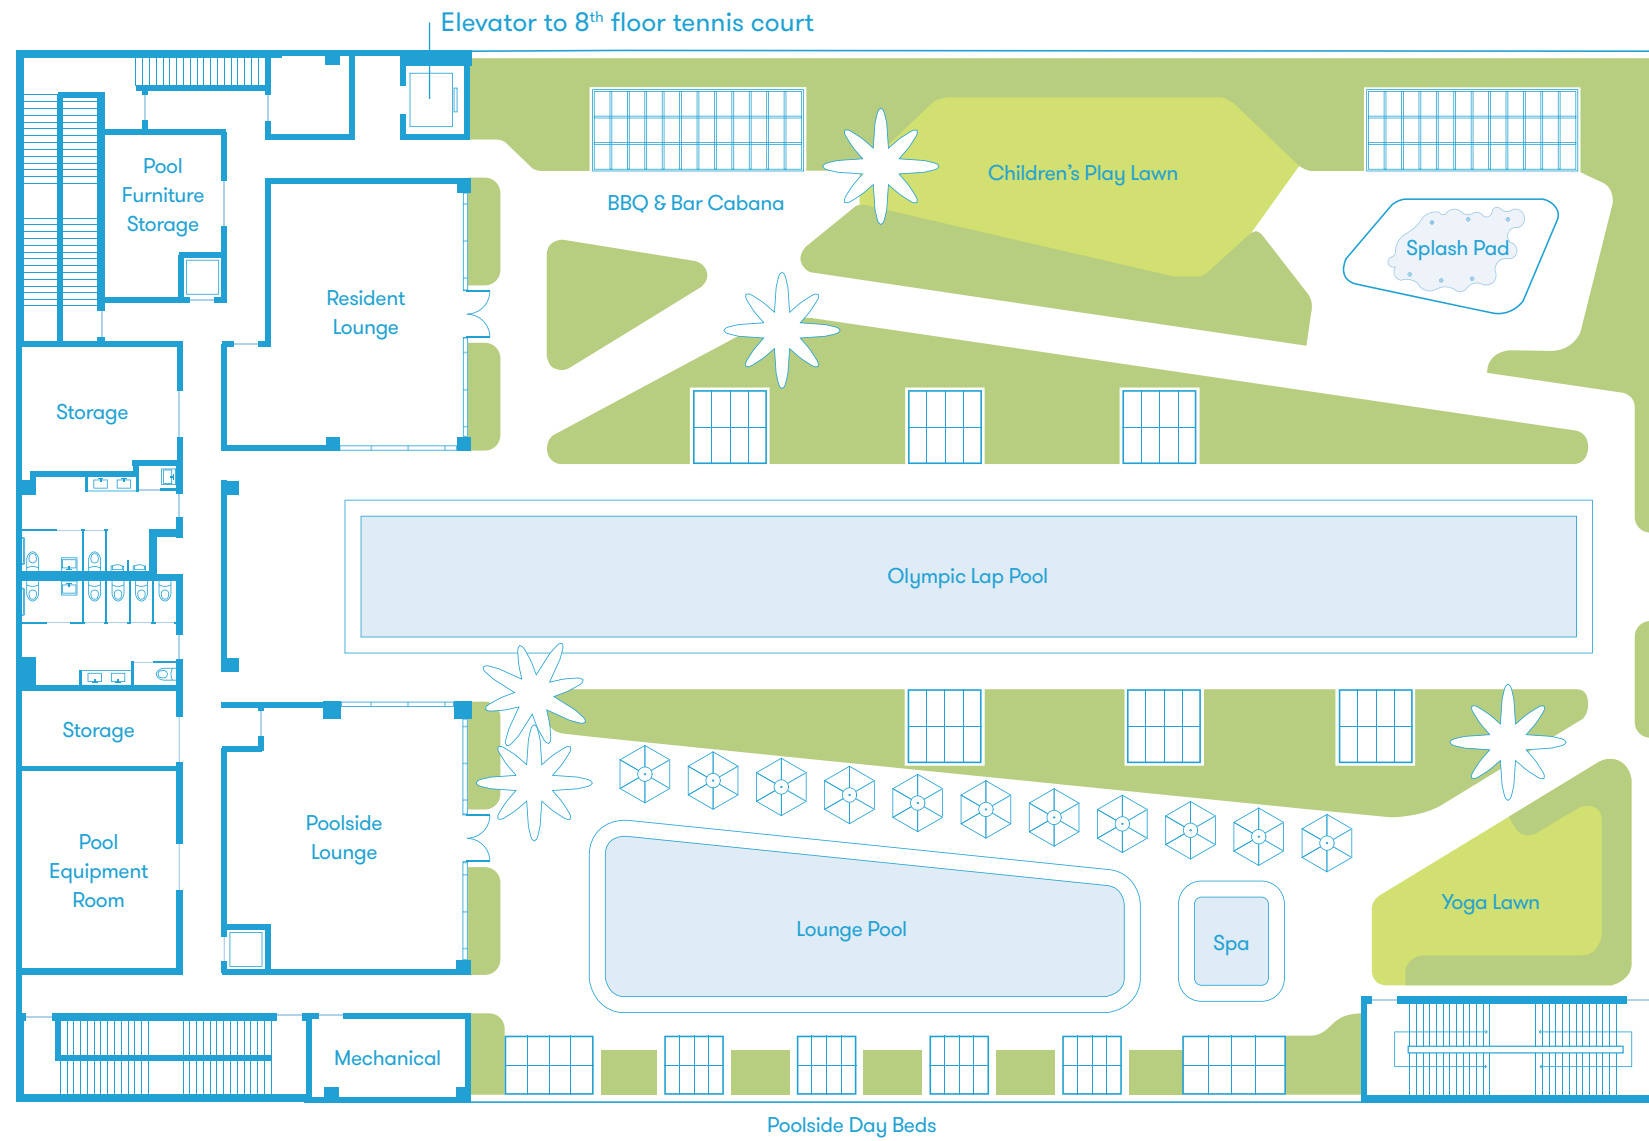 Elevator to 8th floor tennis court
Pool
Furniture
Storage
Children's Play Lawn
BBQ & Bar Cabana
Splash Pad
Resident
Lounge
Storage
Olympic Lap Pool
Storage
Poolside
Lounge
Pool
Equipment
Room
Lounge Pool
Spa
Yoga Lawn
Mechanical
Poolside Day Beds